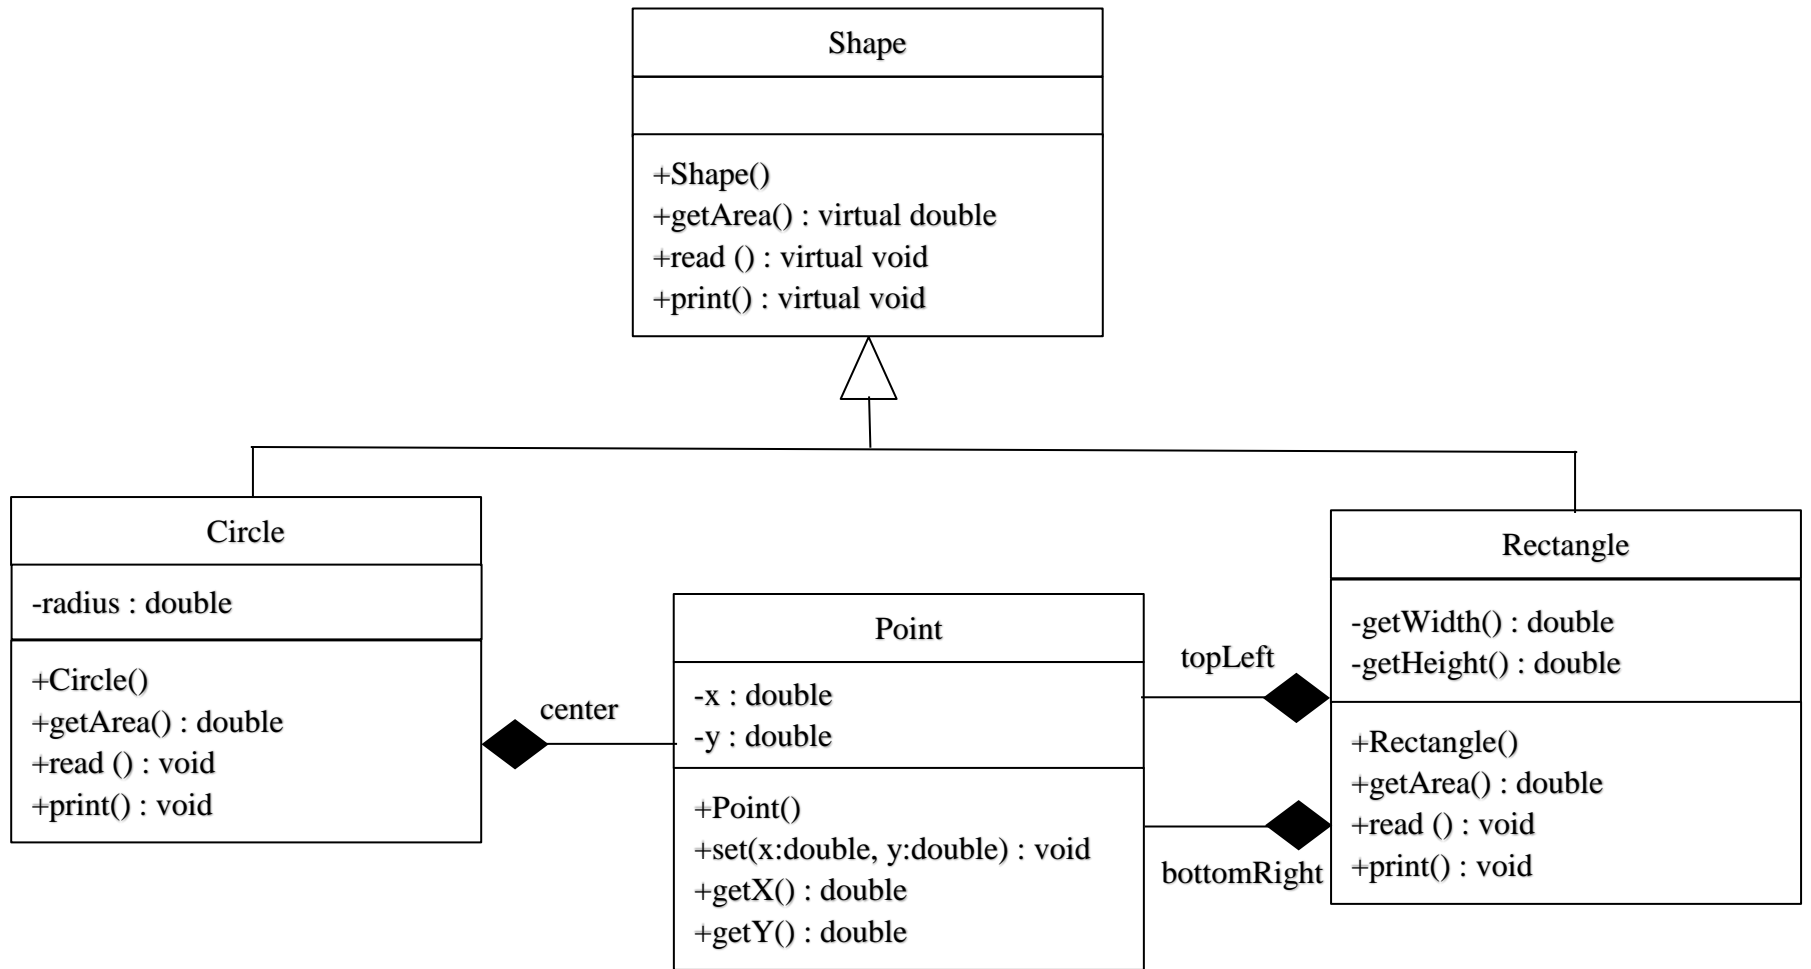 Shape
+Shape()
+getArea() : virtual double
+read () : virtual void
+print() : virtual void
Circle
-radius : double
+Circle()
+getArea() : double
+read () : void
+print() : void
center
Point
-x : double
-y : double
+Point()
+set(x:double, y:double) : void
+getX() : double
+getY() : double
topLeft
bottomRight
Rectangle
-getWidth() : double
-getHeight() : double
+Rectangle()
+getArea() : double
+read () : void
+print() : void